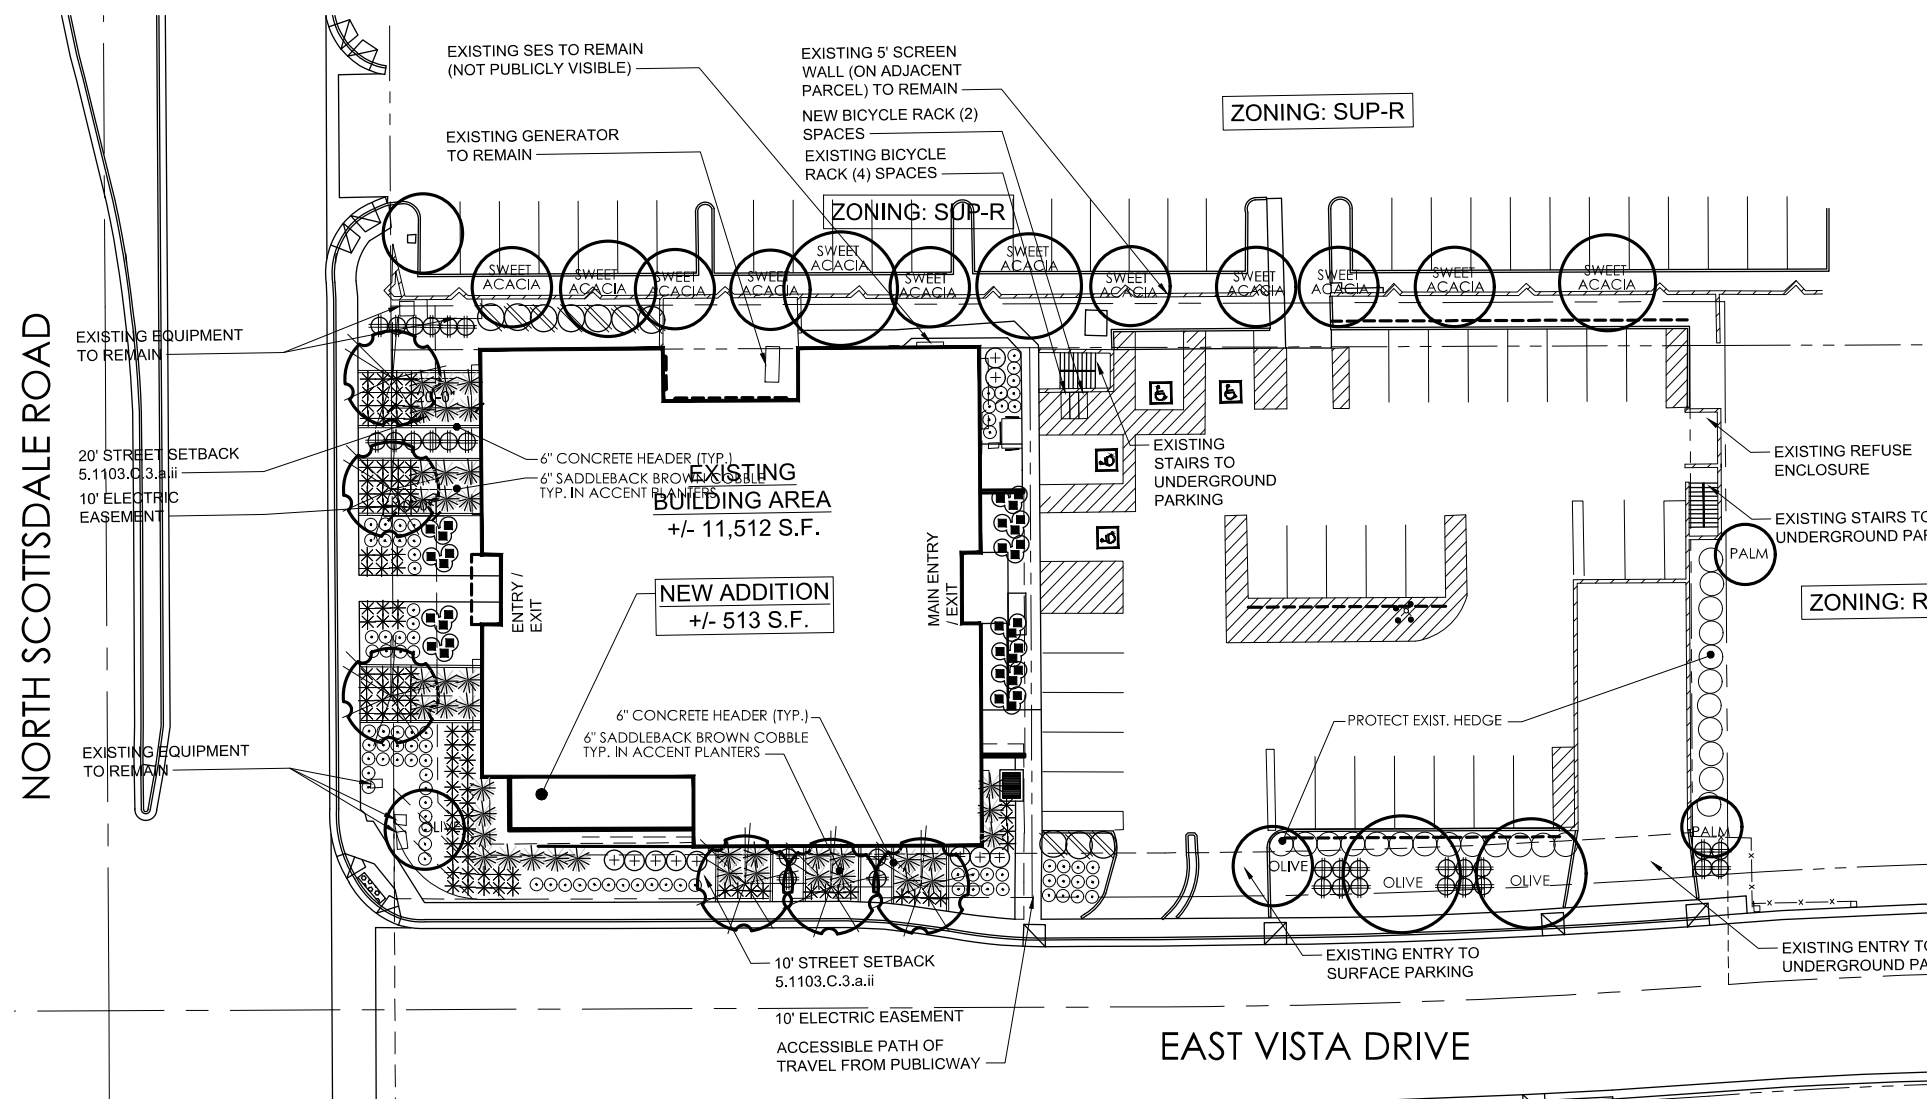 EXISTING SES TO REMAIN
(NOT PUBLICLY VISIBLE)
EXISTING 5' SCREEN
WALL (ON ADJACENT
PARCEL) TO REMAIN
NEW BICYCLE RACK (2)
SPACES
EXISTING GENERATOR
TO REMAIN
EXISTING BICYCLE
RACK (4) SPACES
ZONING: SUP-R
ZONING: SUP-R
SWEET
ACACIA
SWEET
ACACIA
SWEET
ACACIA
SWEET
ACACIA
SWEET
ACACIA
SWEET
ACACIA
SWEET
ACACIA
SWEET
ACACIA
SWEET
ACACIA
SWEET
ACACIA
SWEET
ACACIA
SWEET
ACACIA
NORTH SCOTTSDALE ROAD
EXISTING EQUIPMENT
TO REMAIN
20'-0"
20' STREET SETBACK
5.1103.C.3.a.ii
10' ELECTRIC
EASEMENT
6" CONCRETE HEADER (TYP.)
6" SADDLEBACK BROWN COBBLE
TYP. IN ACCENT PLANTERS
EXISTING
BUILDING AREA
+/- 11,512 S.F.
ENTRY /
EXIT
NEW ADDITION
+/- 513 S.F.
MAIN ENTRY
/ EXIT
EXISTING
STAIRS TO
UNDERGROUND
PARKING
EXISTING REFUSE
ENCLOSURE
EXISTING STAIRS TO
UNDERGROUND PAR
PALM
ZONING: R
6" CONCRETE HEADER (TYP.)
6" SADDLEBACK BROWN COBBLE
TYP. IN ACCENT PLANTERS
PROTECT EXIST. HEDGE
EXISTING EQUIPMENT
TO REMAIN
OLIVE
OLIVE
OLIVE
OLIVE
PALM
10' STREET SETBACK
5.1103.C.3.a.ii
EXISTING ENTRY TO
SURFACE PARKING
EXISTING ENTRY TO
UNDERGROUND PA
10' ELECTRIC EASEMENT
ACCESSIBLE PATH OF
TRAVEL FROM PUBLICWAY
EAST VISTA DRIVE